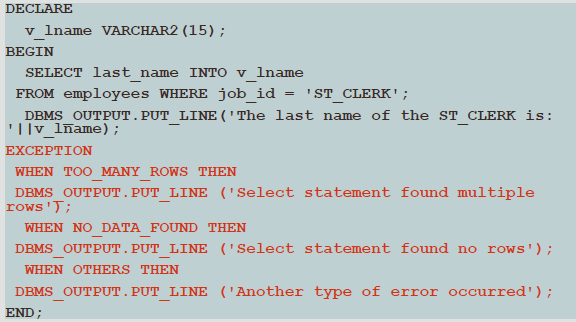 DECLARE
v_lname VARCHAR2(15);
BEGIN
SELECT last_name INTO v_lname
FROM employees WHERE job_id = 'ST_CLERK';
DBMS_OUTPUT.PUT_LINE('The last name of the ST_CLERK is:
'||v_lname);
EXCEPTION
WHEN TOO_MANY_ROWS THEN
DBMS_OUTPUT.PUT_LINE ('Select statement found multiple
rows');
WHEN NO_DATA_FOUND THEN
DBMS_OUTPUT.PUT_LINE ('Select statement found no rows');
WHEN OTHERS THEN
DBMS_OUTPUT.PUT_LINE ('Another type of error occurred');
END;